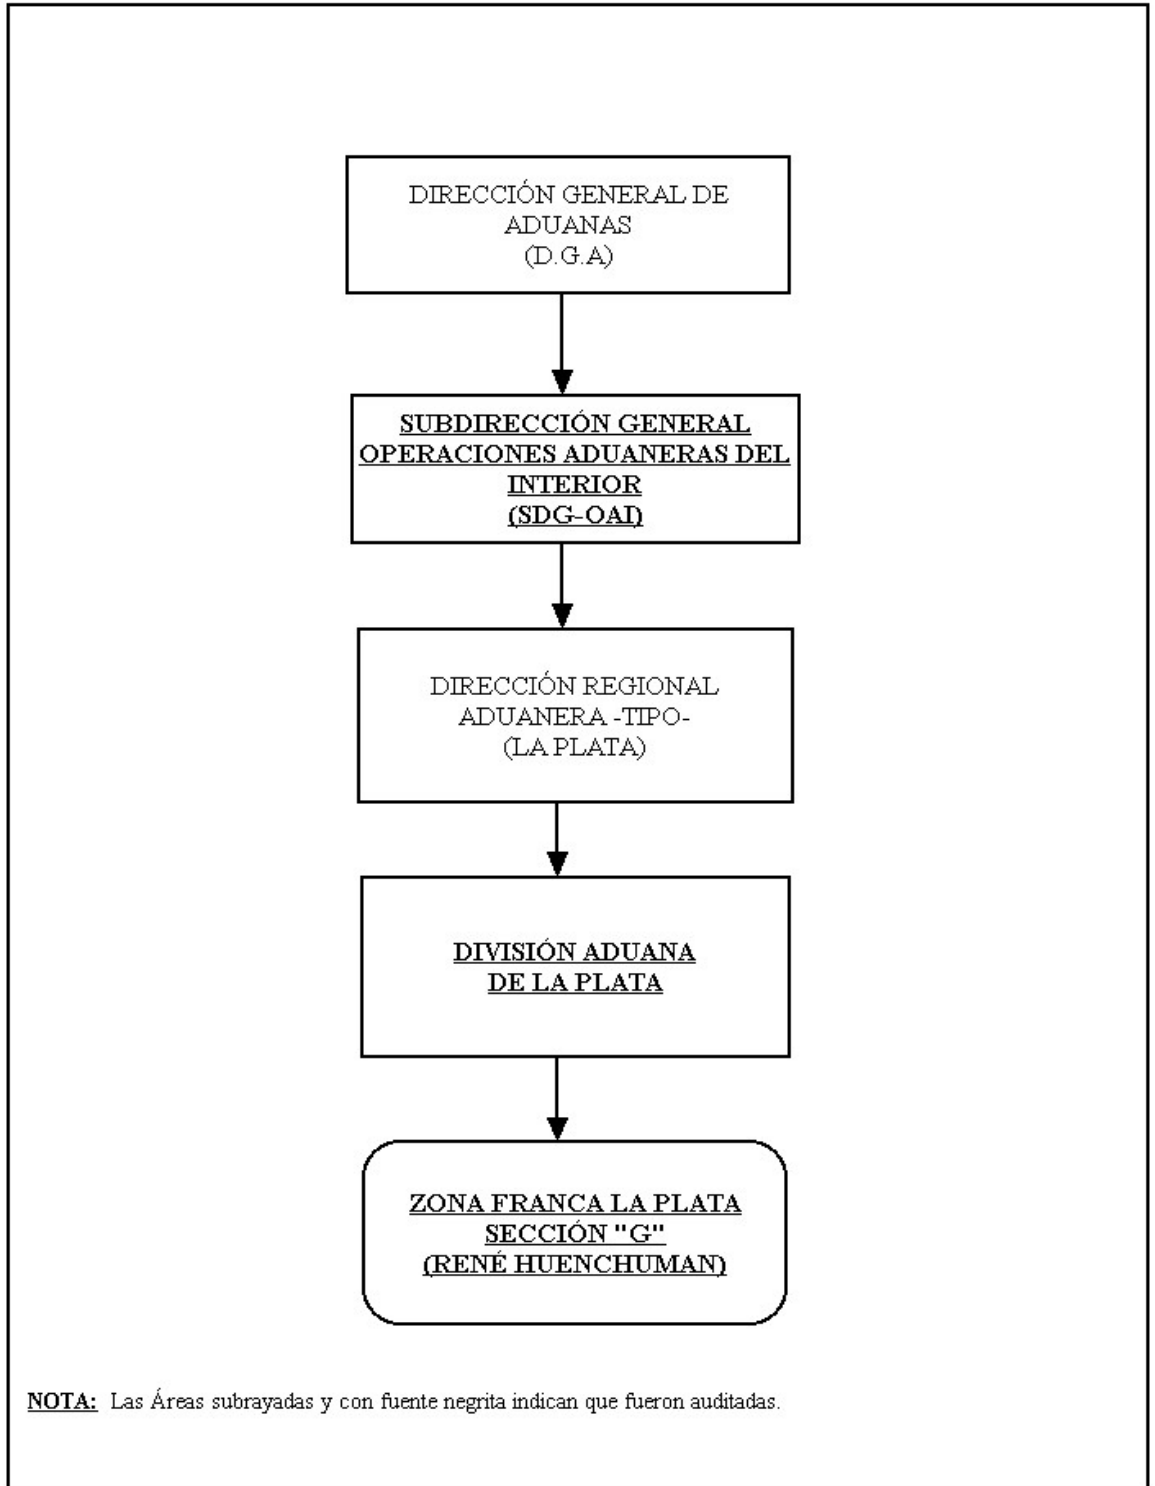 DIRECCIÓN GENERAL DE
ADUANAS
(D.G.A)
SUBDIRECCIÓN GENERAL
OPERACIONES ADUANERAS DEL
INTERIOR
(SDG-OAI)
DIRECCIÓN REGIONAL
ADUANERA -TIPO-
(LA PLATA)
DIVISIÓN ADUANA
DE LA PLATA
ZONA FRANCA LA PLATA
SECCIÓN "G"
(RENÉ HUENCHUMAN)
NOTA: Las Áreas subrayadas y con fuente negrita indican que fueron auditadas.